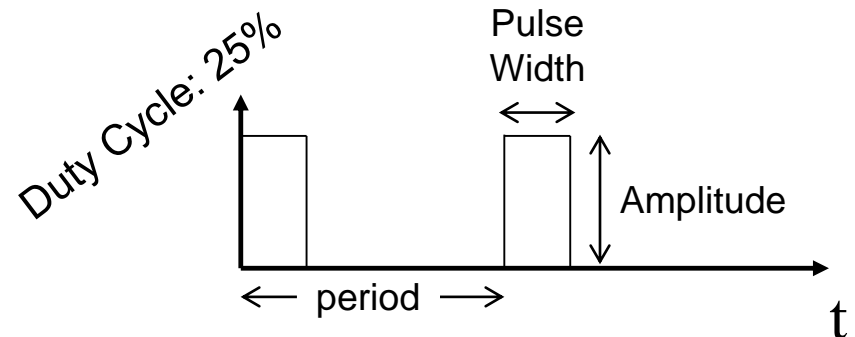 Duty Cycle: 25%
Pulse
Width
Amplitude
period
t